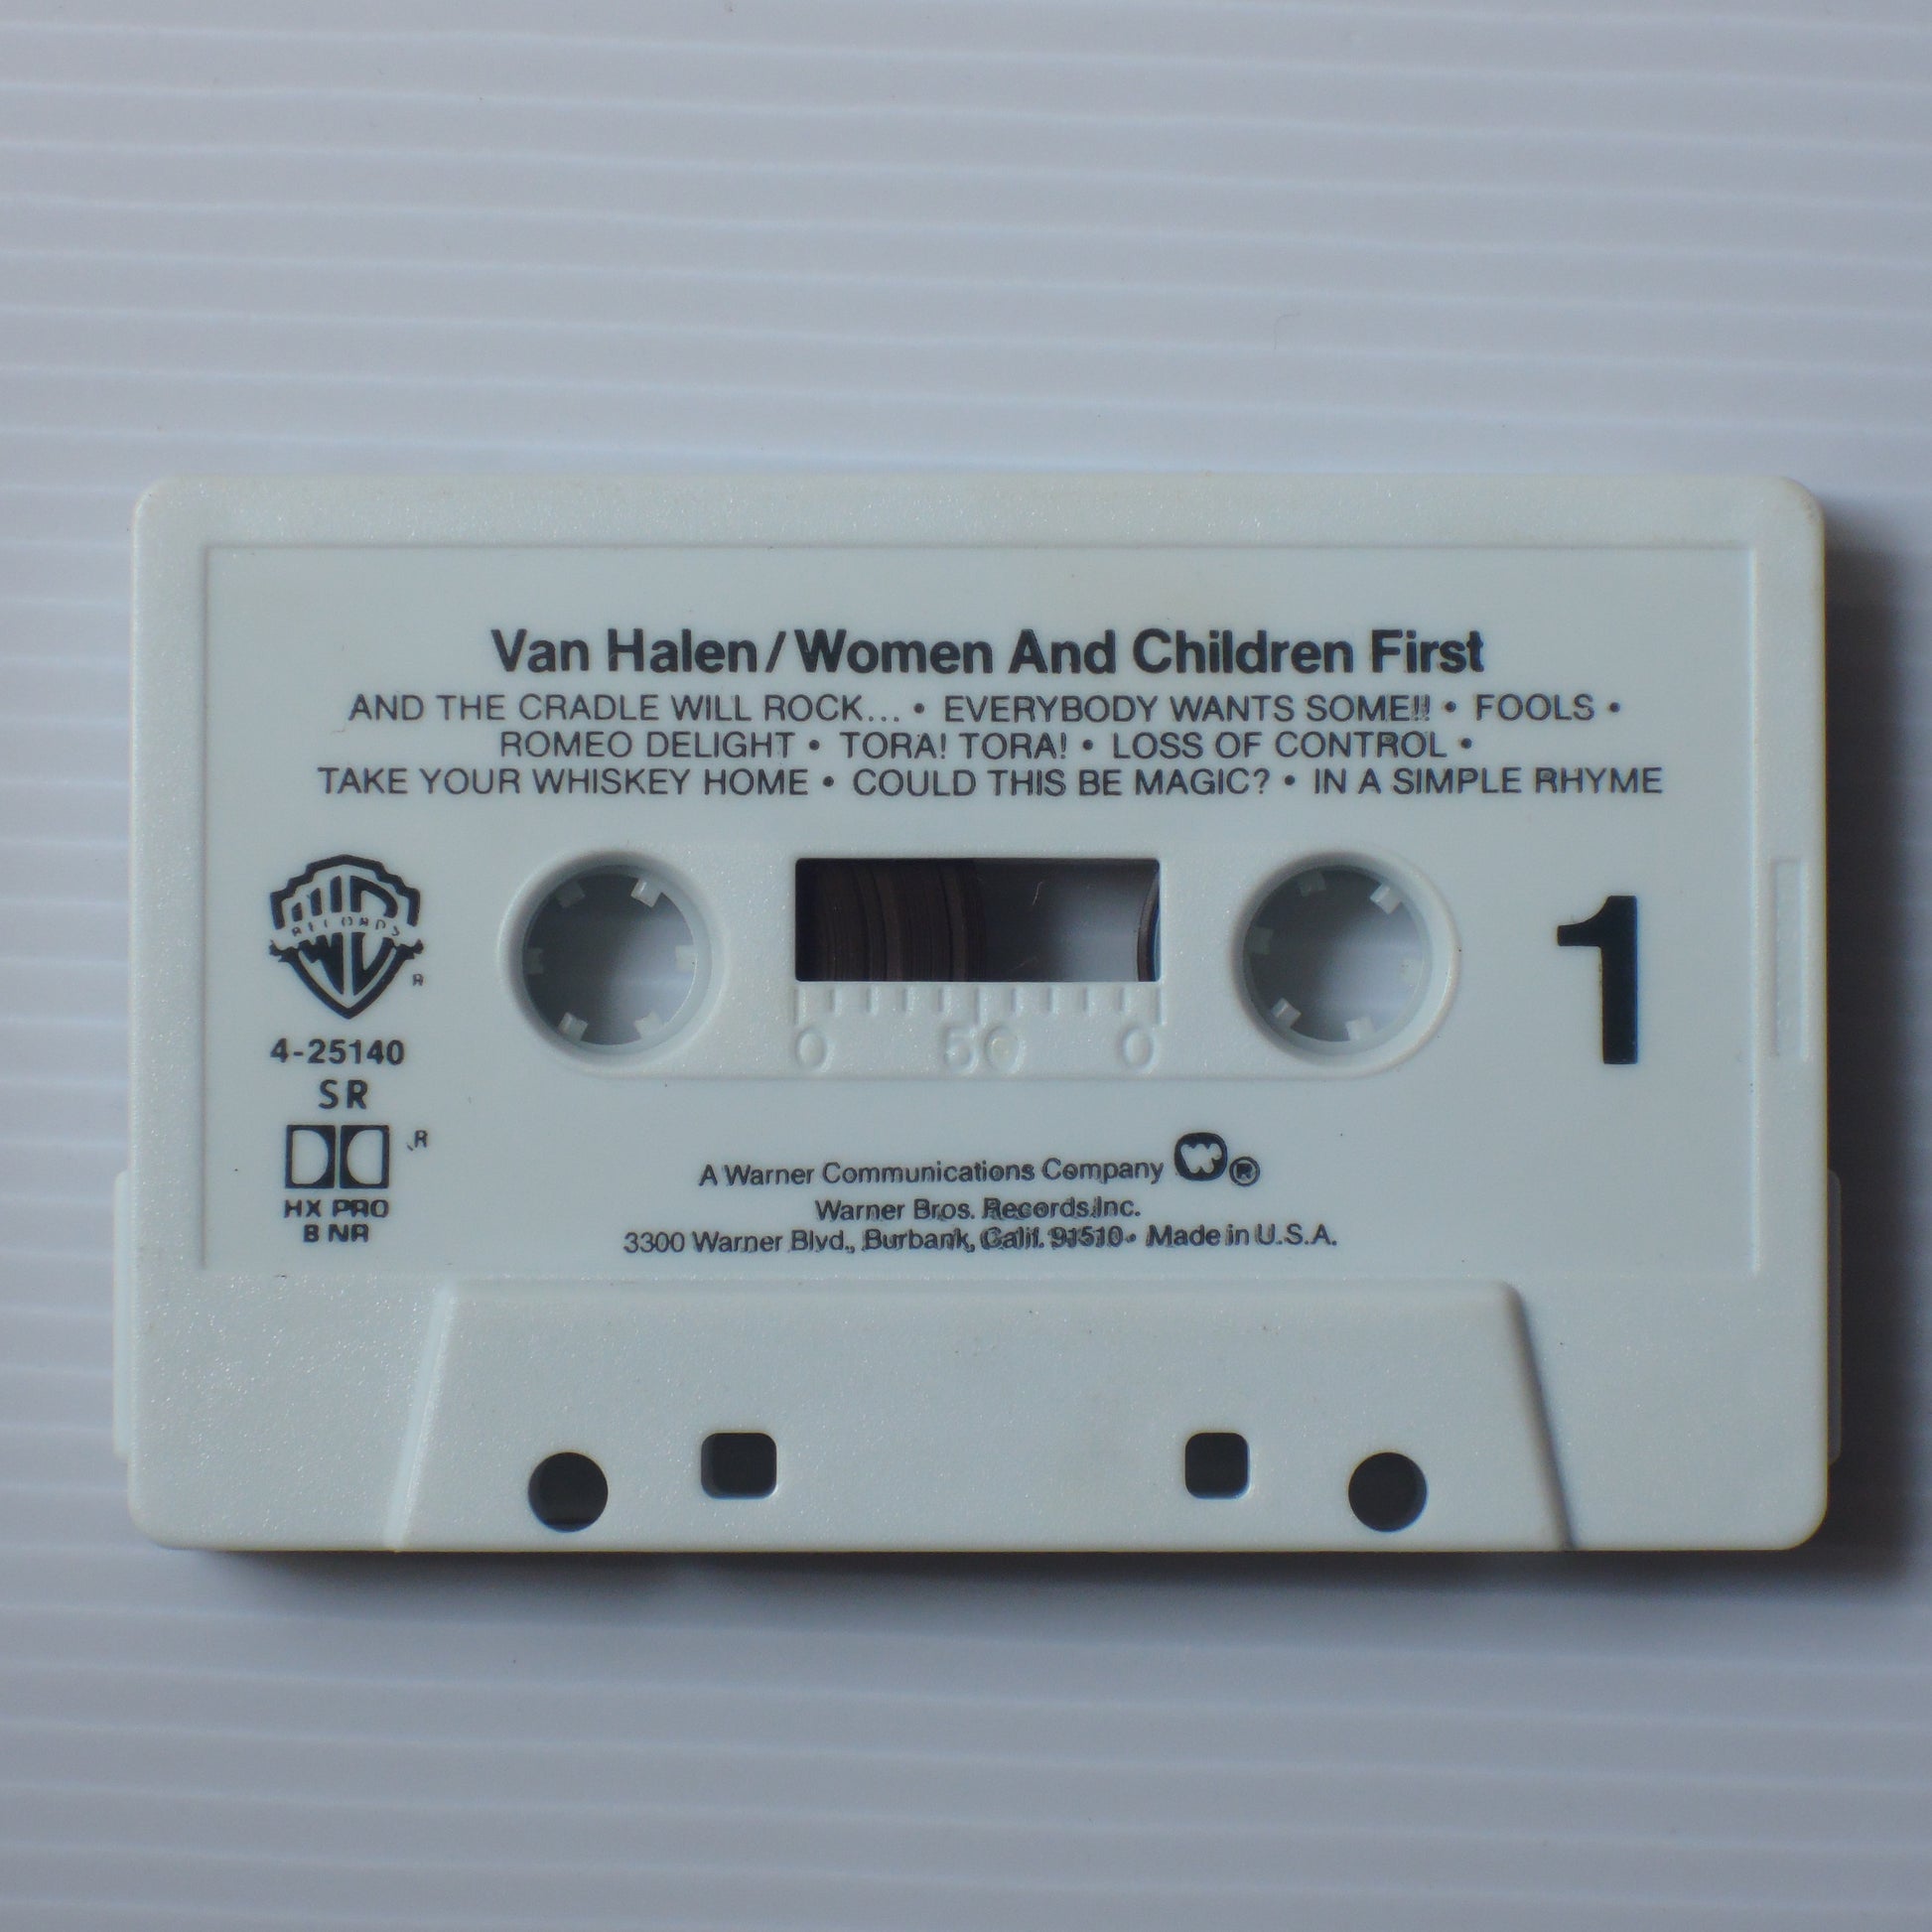 Van Halen/Women And Children First
AND THE CRADLE WILL ROCK... • EVERYBODY WANTS SOME!! • FOOLS •
ROMEO DELIGHT • TORA! TORA! • LOSS OF CONTROL •
TAKE YOUR WHISKEY HOME • COULD THIS BE MAGIC? • IN A SIMPLE RHYME
RECORDS
®
4-25140
SR
®
HX PRO
B NR
0 50 0
1
A Warner Communications Company ®
Warner Bros. Records Inc.
3300 Warner Blvd., Burbank, Calif. 91510 • Made in U.S.A.